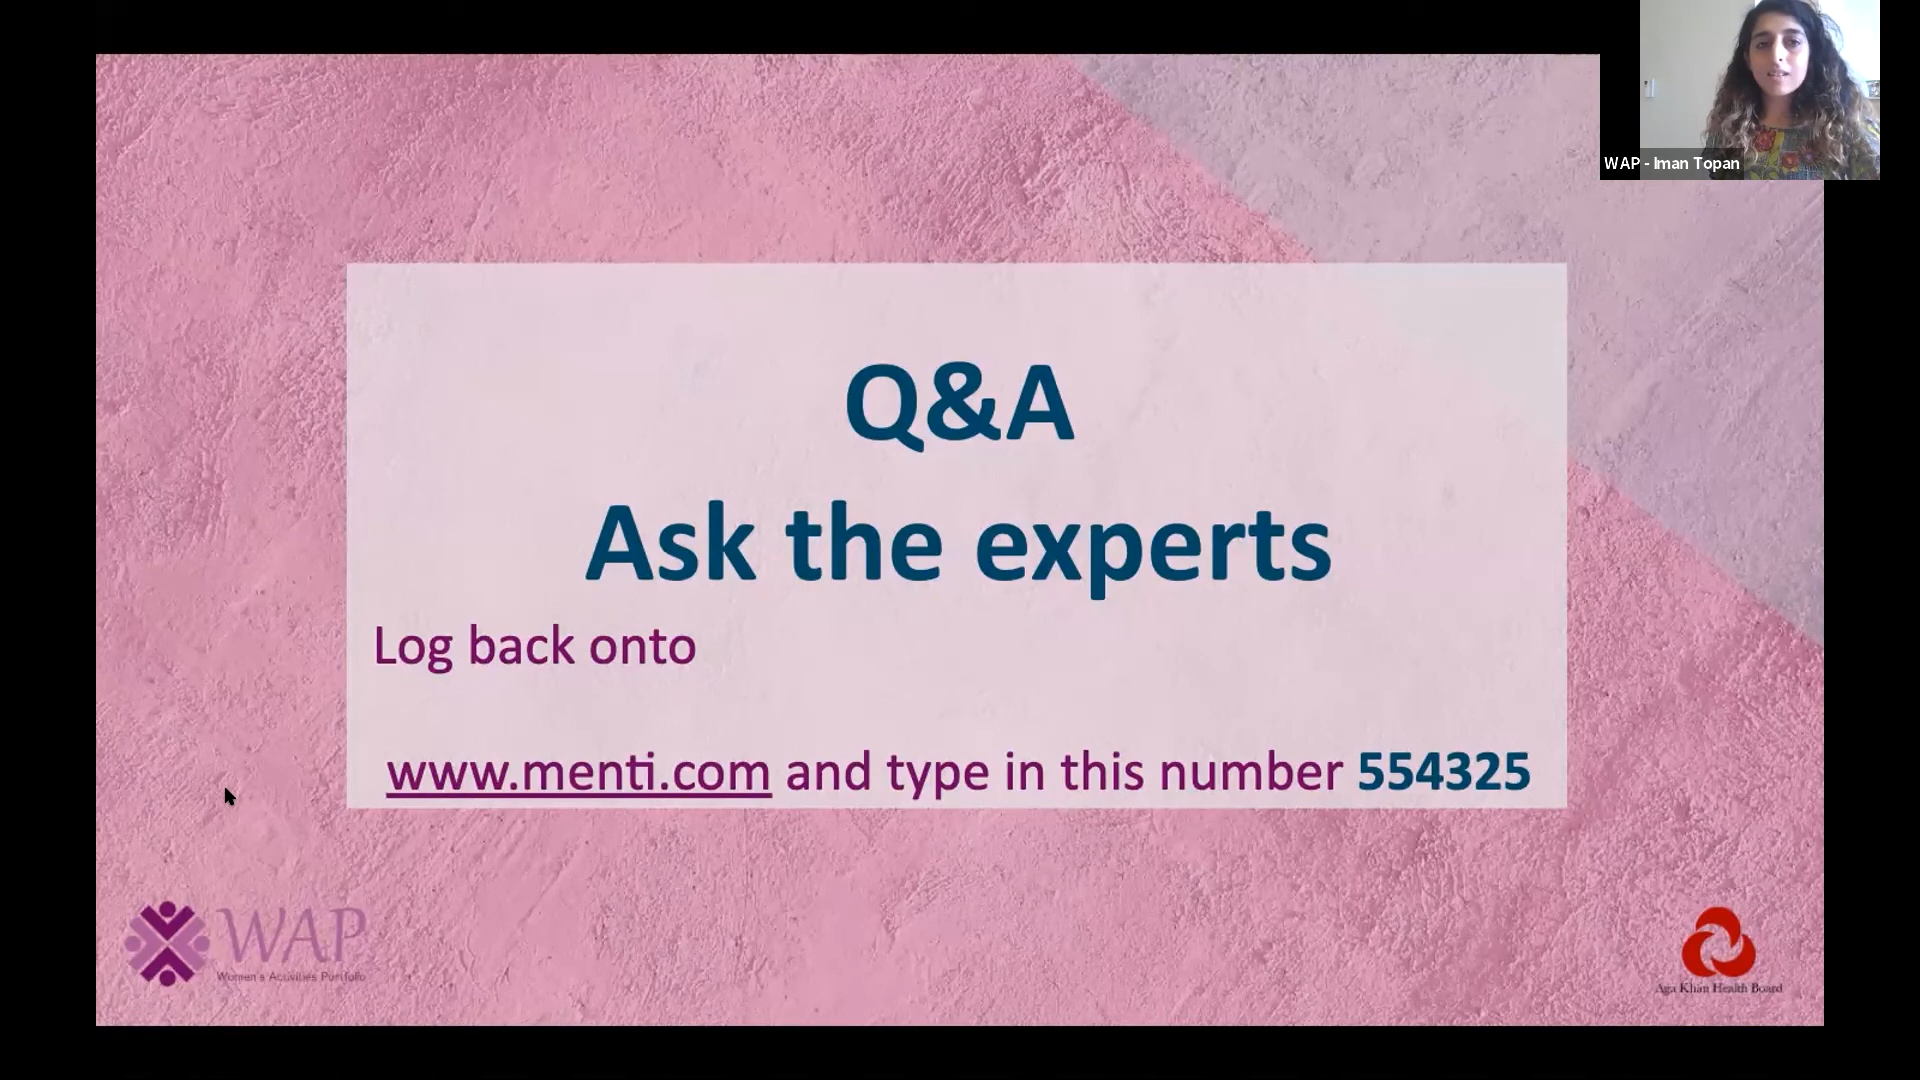 WAP - Iman Topan
Q&A
Ask the experts
Log back onto
www.menti.com and type in this number 554325
WAP
Women's Activities Portfolio
Aga Khan Health Board